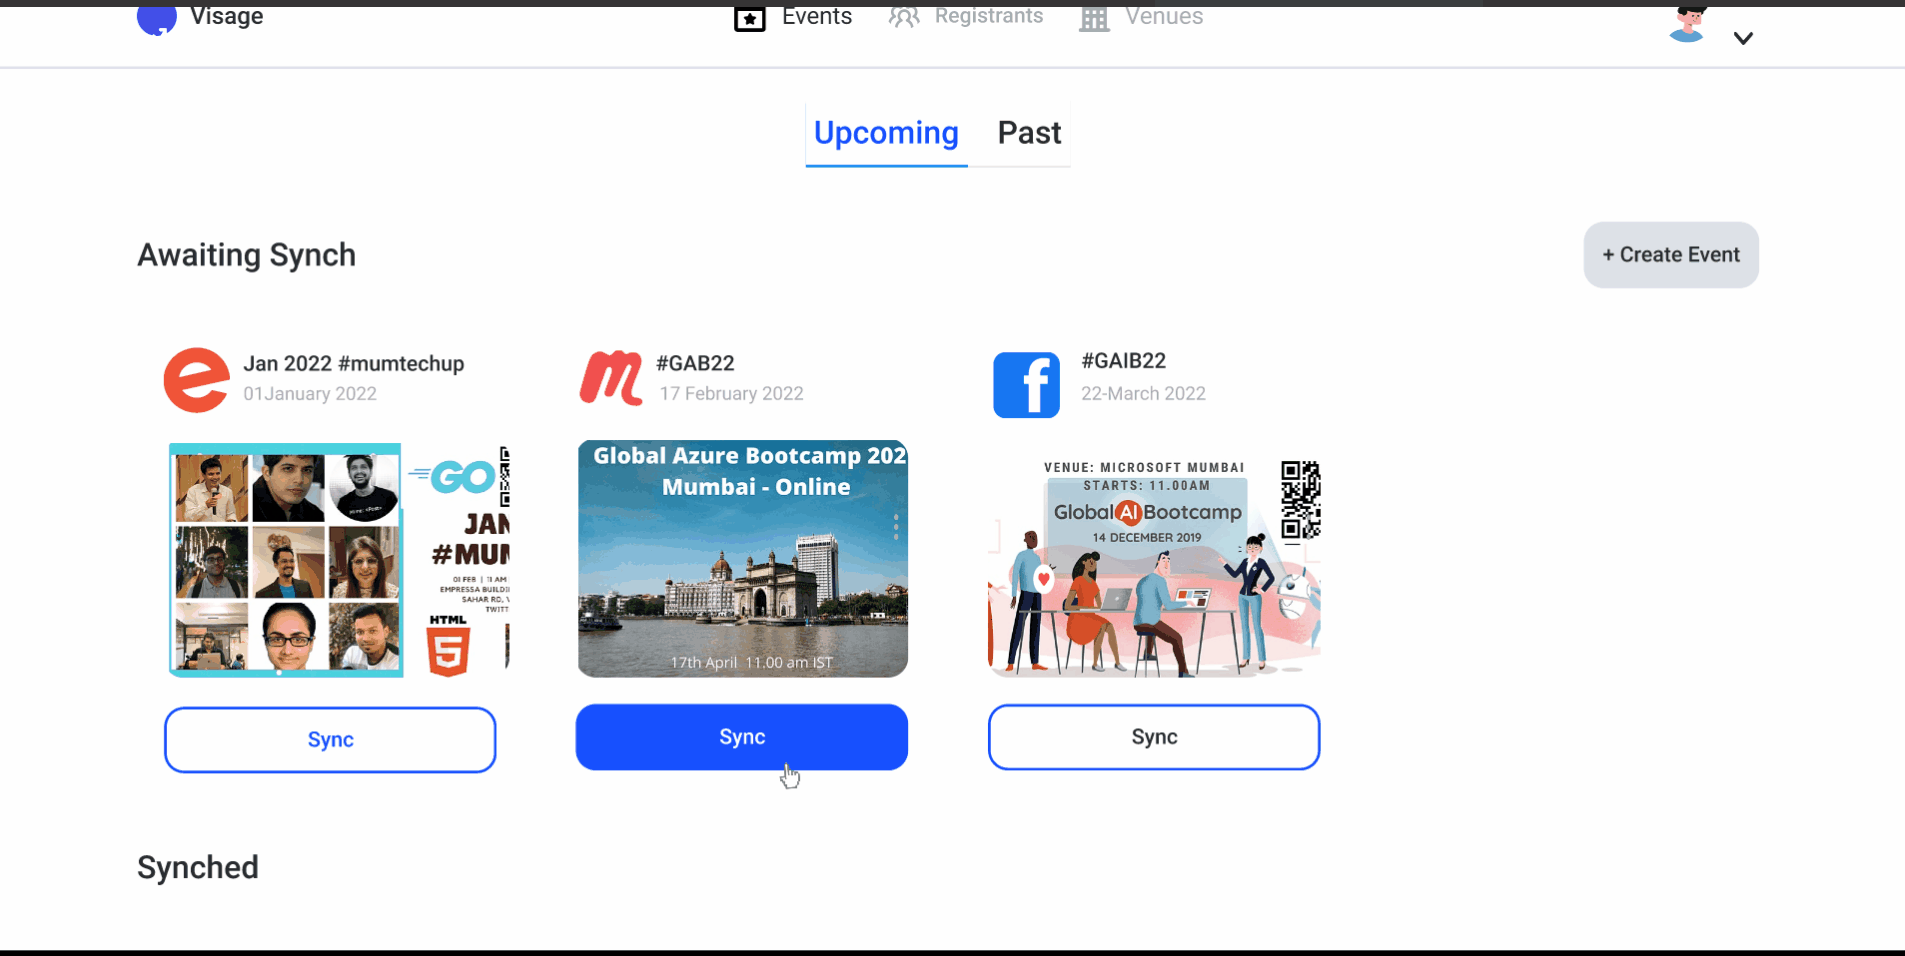 Visage
Events
Registrants
Venues
Upcoming
Past
Awaiting Synch
+ Create Event
Jan 2022 #mumtechup
01January 2022
#GAB22
17 February 2022
#GAIB22
22-March 2022
GO
JAN
#MUM
01 FEB | 11 AM
EMPRESSA BUILDI
SAHAR RD, V
TWITT
HTML
5
Global Azure Bootcamp 202
Mumbai - Online
17th April 11.00 am IST
VENUE: MICROSOFT MUMBAI
STARTS: 11.00AM
Global AI Bootcamp
14 DECEMBER 2019
Sync
Sync
Sync
Synched